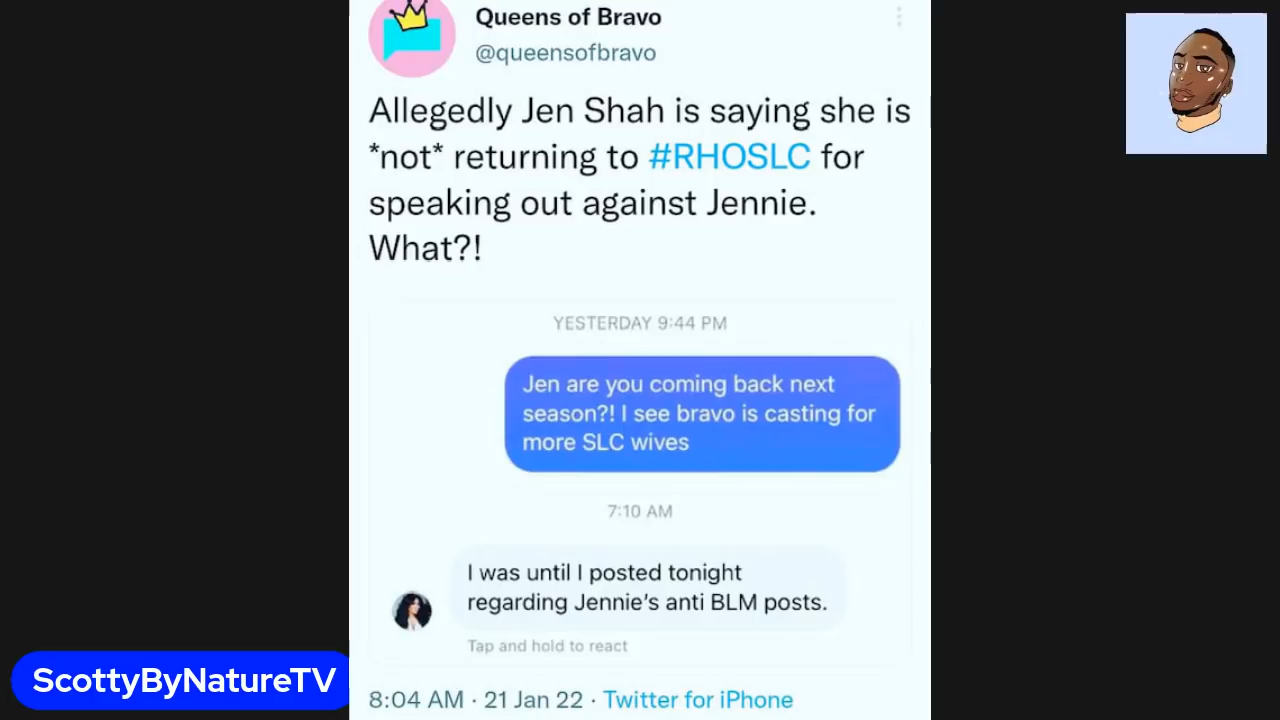 Queens of Bravo
@queensofbravo
Allegedly Jen Shah is saying she is
*not* returning to #RHOSLC for
speaking out against Jennie.
What?!
YESTERDAY 9:44 PM
Jen are you coming back next
season?! I see bravo is casting for
more SLC wives
7:10 AM
I was until I posted tonight
regarding Jennie's anti BLM posts.
Tap and hold to react
8:04 AM · 21 Jan 22 · Twitter for iPhone
ScottyByNatureTV